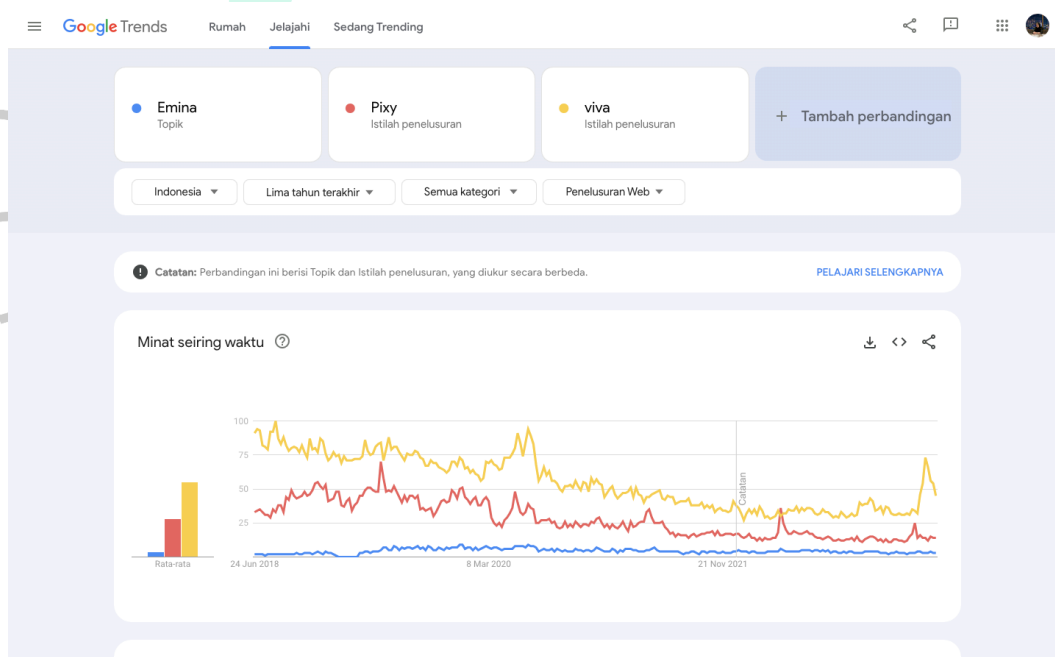 Google Trends Rumah Jelajahi Sedang Trending
Emina
Topik
Pixy
Istilah penelusuran
viva
Istilah penelusuran
+ Tambah perbandingan
Indonesia
Lima tahun terakhir
Semua kategori
Penelusuran Web
Catatan: Perbandingan ini berisi Topik dan Istilah penelusuran, yang diukur secara berbeda.
PELAJARI SELENGKAPNYA
Minat seiring waktu
100
75
50
25
Catatan
Rata-rata
24 Jun 2018
8 Mar 2020
21 Nov 2021